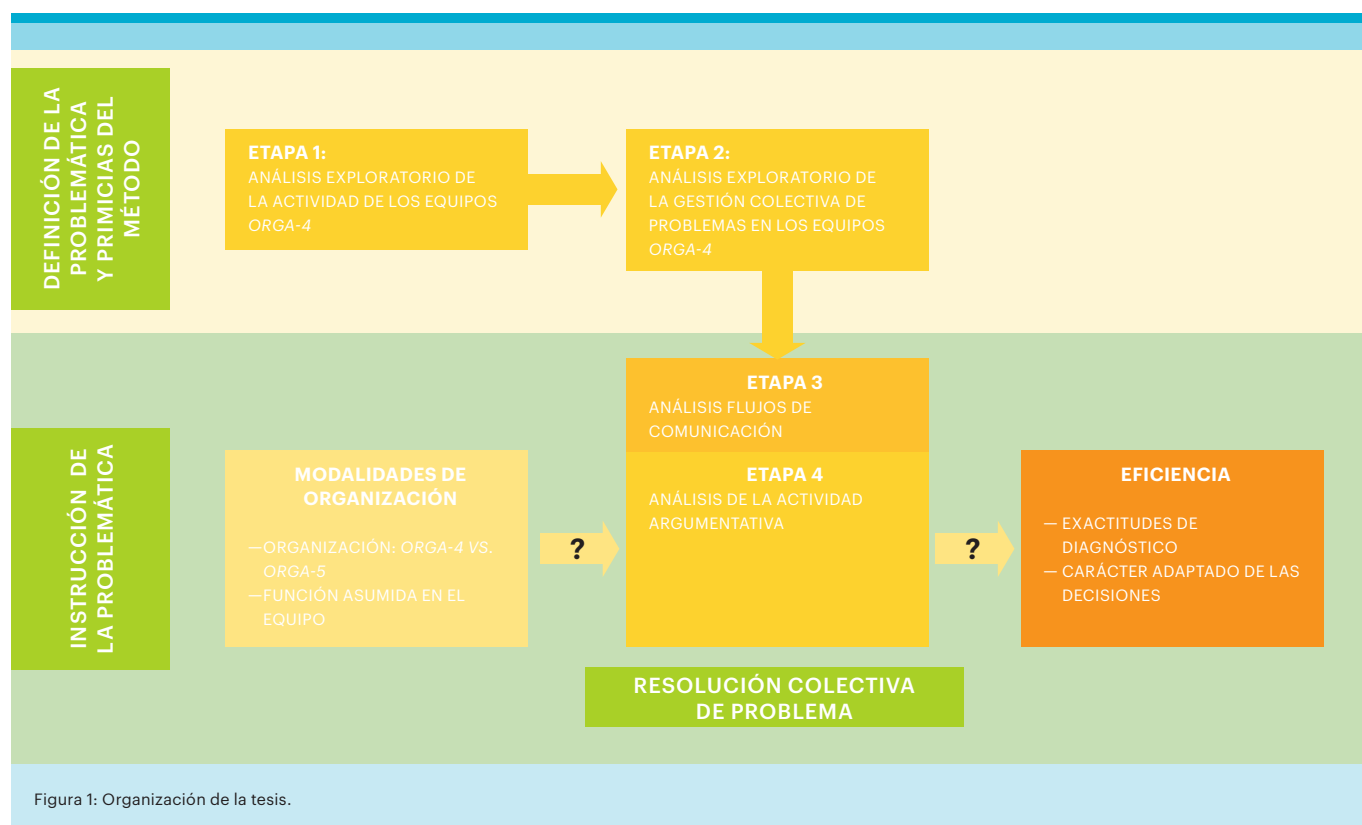 DEFINICIÓN DE LA
PROBLEMÁTICA
Y PRIMICIAS DEL
MÉTODO
ETAPA 1:
ANÁLISIS EXPLORATORIO DE
LA ACTIVIDAD DE LOS EQUIPOS
ORGA-4
ETAPA 2:
ANÁLISIS EXPLORATORIO DE
LA GESTIÓN COLECTIVA DE
PROBLEMAS EN LOS EQUIPOS
ORGA-4
INSTRUCCIÓN DE
LA PROBLEMÁTICA
MODALIDADES DE
ORGANIZACIÓN
—ORGANIZACIÓN: ORGA-4 VS.
ORGA-5
—FUNCIÓN ASUMIDA EN EL
EQUIPO
?
ETAPA 3
ANÁLISIS FLUJOS DE
COMUNICACIÓN
ETAPA 4
ANÁLISIS DE LA ACTIVIDAD
ARGUMENTATIVA
?
EFICIENCIA
— EXACTITUDES DE
DIAGNÓSTICO
— CARÁCTER ADAPTADO DE LAS
DECISIONES
RESOLUCIÓN COLECTIVA
DE PROBLEMA
Figura 1: Organización de la tesis.